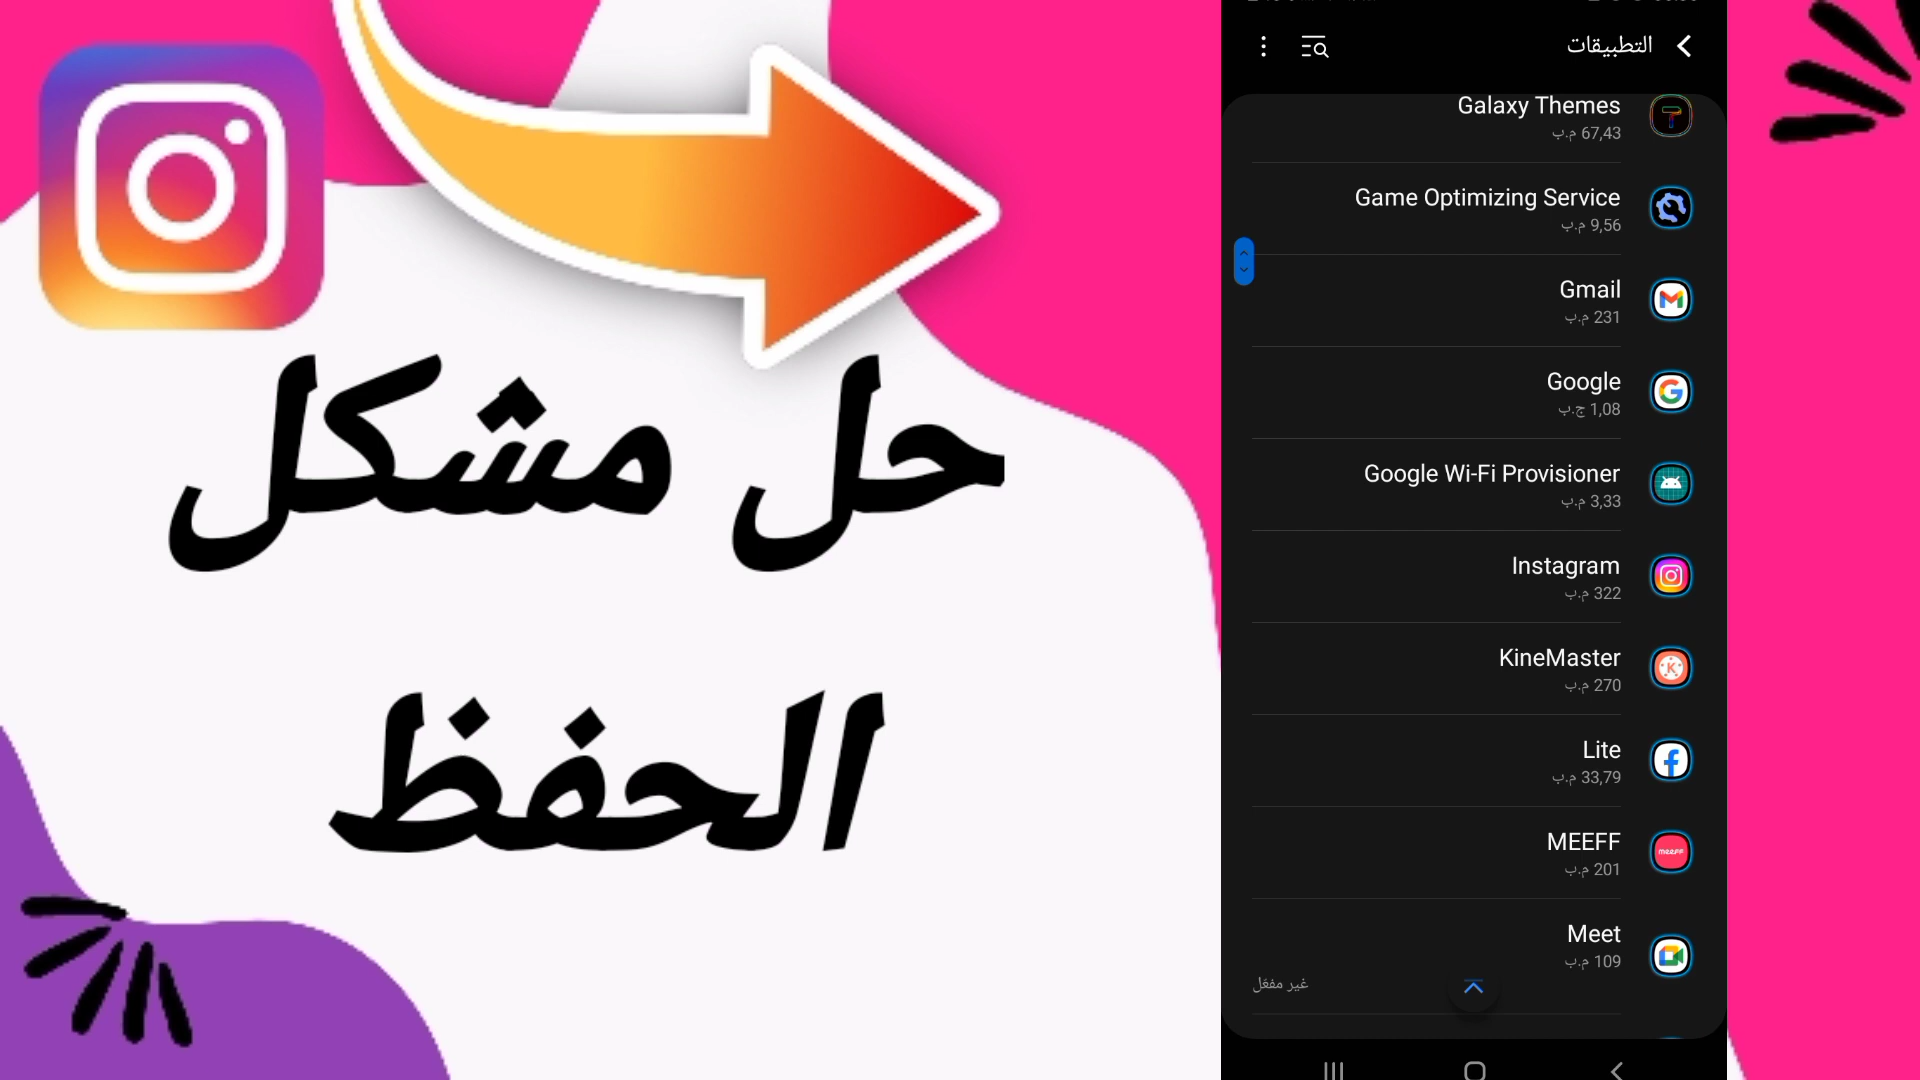 حل مشكل
الحفظ
التطبيقات
Galaxy Themes
67,43 م.ب
Game Optimizing Service
9,56 م.ب
Gmail
231 م.ب
Google
1,08 ج.ب
Google Wi-Fi Provisioner
3,33 م.ب
Instagram
322 م.ب
KineMaster
270 م.ب
Lite
33,79 م.ب
MEEFF
201 م.ب
Meet
109 م.ب
غير مفعّل